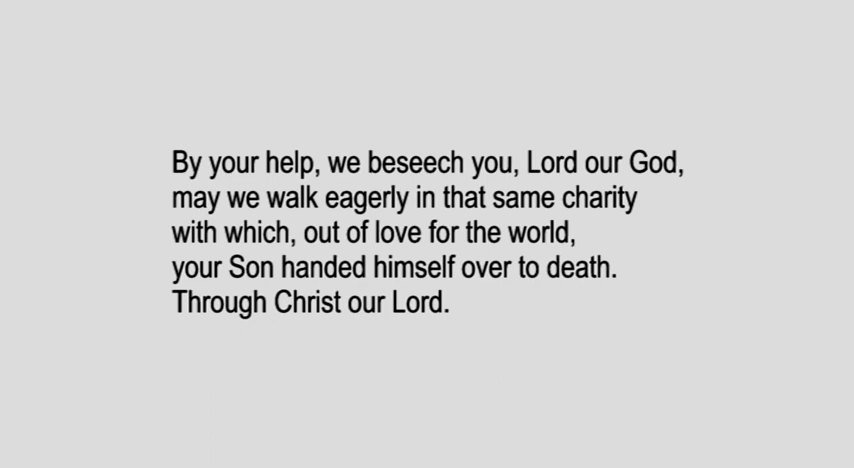 By your help, we beseech you, Lord our God,
may we walk eagerly in that same charity
with which, out of love for the world,
your Son handed himself over to death.
Through Christ our Lord.